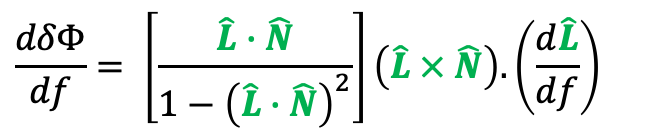 dδΦ/df = [L̂ · N̂ / 1 − (L̂ · N̂)²] (L̂ × N̂). (dL̂/df)